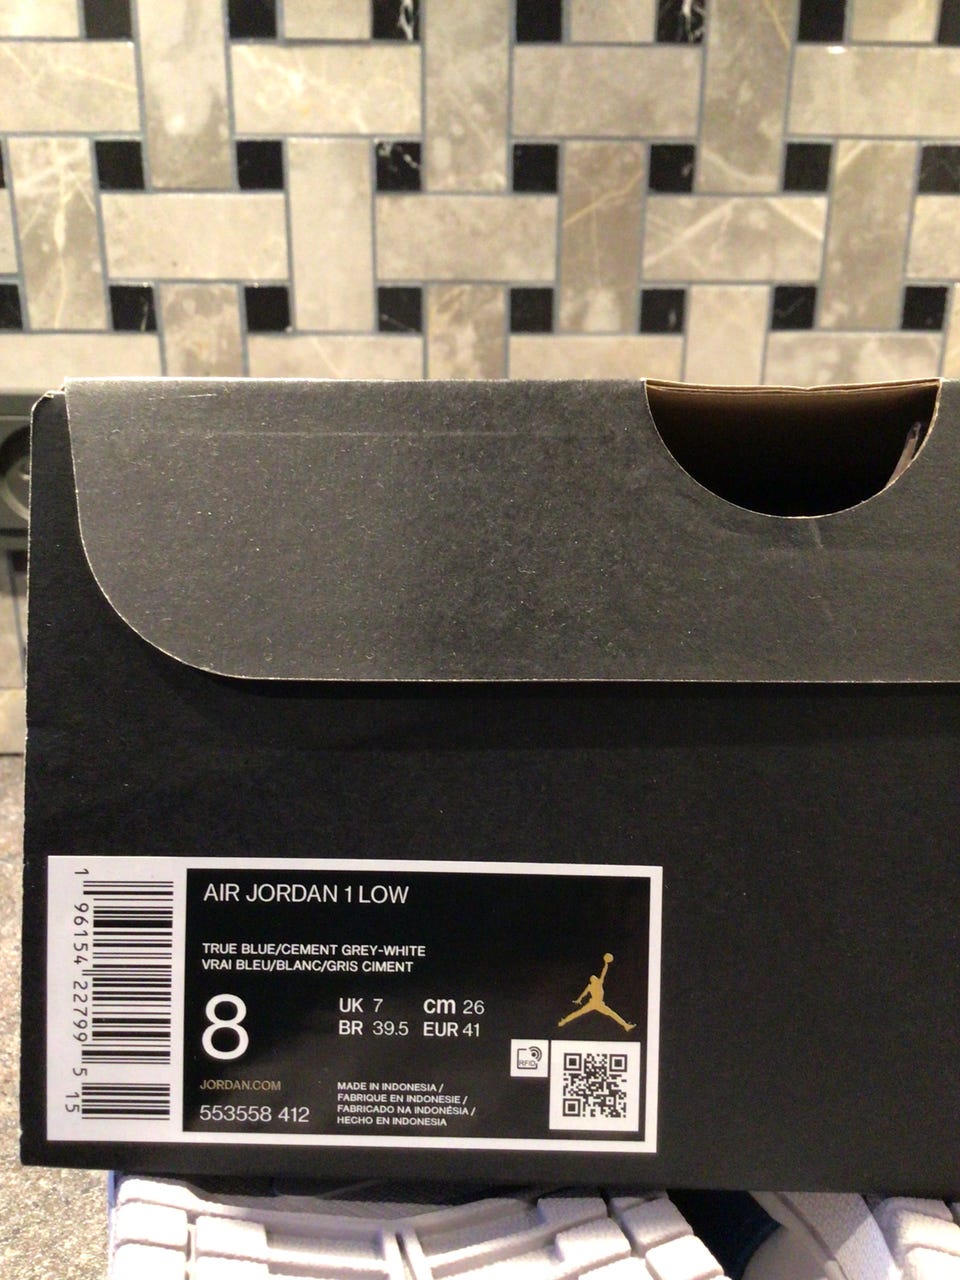 AIR JORDAN 1 LOW
TRUE BLUE/CEMENT GREY-WHITE
VRAI BLEU/BLANC/GRIS CIMENT
8
UK 7 cm 26
BR 39.5 EUR 41
RFID
JORDAN.COM
553558 412
MADE IN INDONESIA /
FABRIQUE EN INDONESIE /
FABRICADO NA INDONÉSIA /
HECHO EN INDONESIA
1 96154 22799 5 15